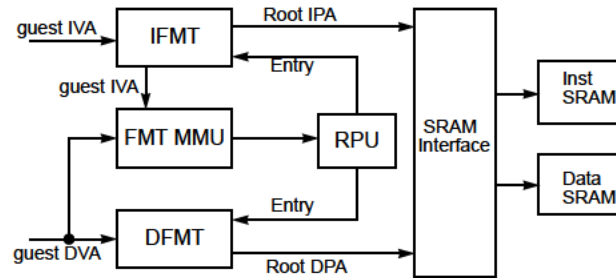 guest IVA
IFMT
Root IPA
Entry
guest IVA
FMT MMU
RPU
SRAM
Interface
Inst
SRAM
Data
SRAM
Entry
guest DVA
DFMT
Root DPA